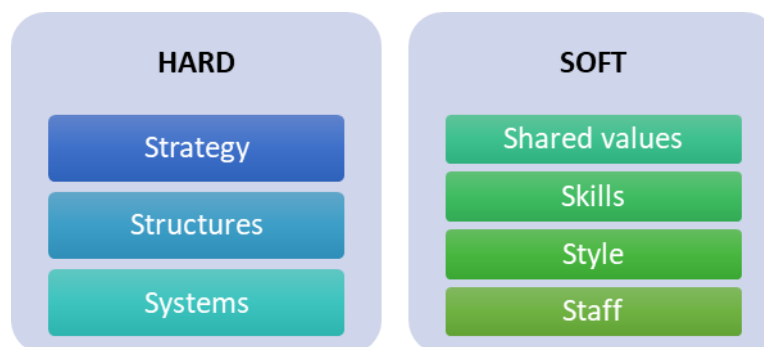 HARD
Strategy
Structures
Systems
SOFT
Shared values
Skills
Style
Staff